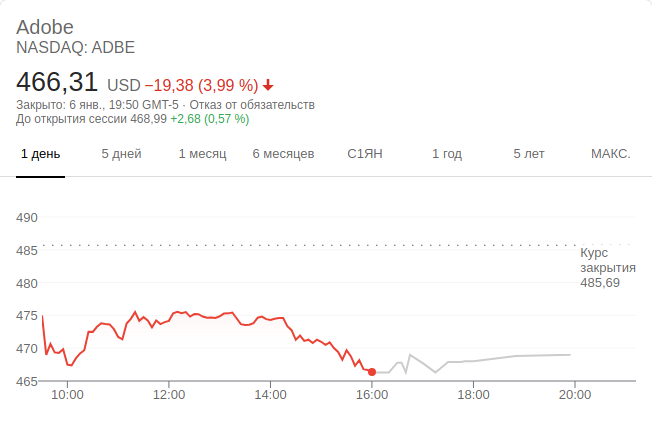 Adobe
NASDAQ: ADBE
466,31 USD −19,38 (3,99 %)
Закрыто: 6 янв., 19:50 GMT-5 · Отказ от обязательств
До открытия сессии 468,99 +2,68 (0,57 %)
1 день 5 дней 1 месяц 6 месяцев С1ЯН 1 год 5 лет МАКС.
490
485
Курс
закрытия
485,69
480
475
470
465
10:00 12:00 14:00 16:00 18:00 20:00